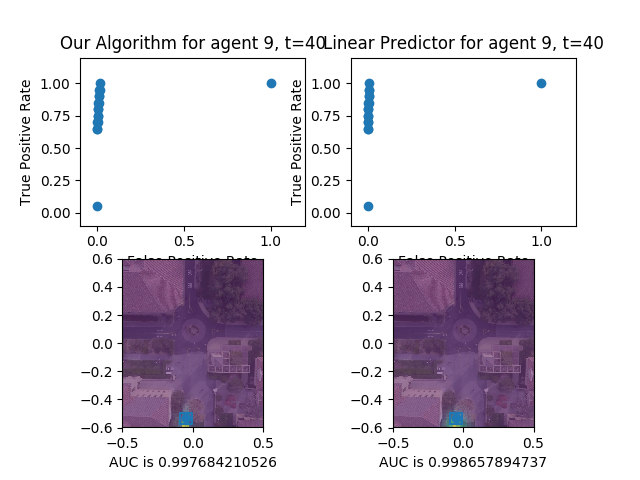 Our Algorithm for agent 9, t=40
Linear Predictor for agent 9, t=40
True Positive Rate
1.00
0.75
0.50
0.25
0.00
0.0 0.5 1.0
False Positive Rate
True Positive Rate
1.00
0.75
0.50
0.25
0.00
0.0 0.5 1.0
False Positive Rate
0.6
0.4
0.2
0.0
−0.2
−0.4
−0.6
−0.5 0.0 0.5
AUC is 0.997684210526
0.6
0.4
0.2
0.0
−0.2
−0.4
−0.6
−0.5 0.0 0.5
AUC is 0.998657894737